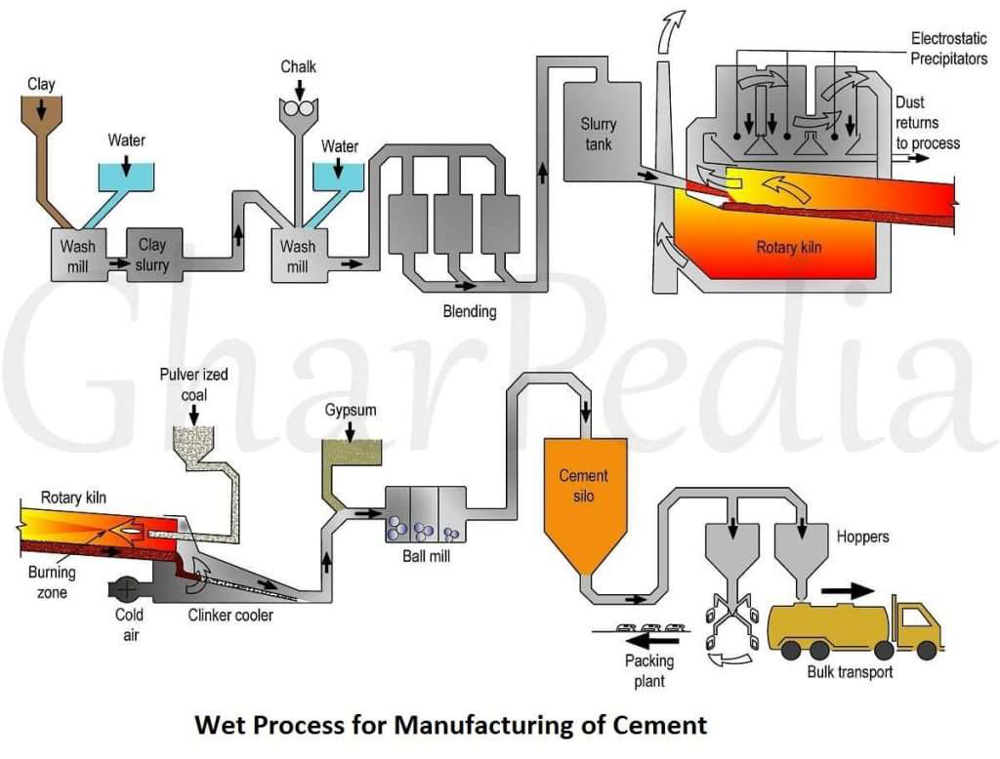 Clay
Water
Wash
mill
Clay
slurry
Chalk
Water
Wash
mill
Blending
Slurry
tank
Electrostatic
Precipitators
Dust
returns
to process
Rotary kiln
GharPedia
Pulver ized
coal
Rotary kiln
Burning
zone
Cold
air
Clinker cooler
Gypsum
Ball mill
Cement
silo
Hoppers
Packing
plant
Bulk transport
Wet Process for Manufacturing of Cement